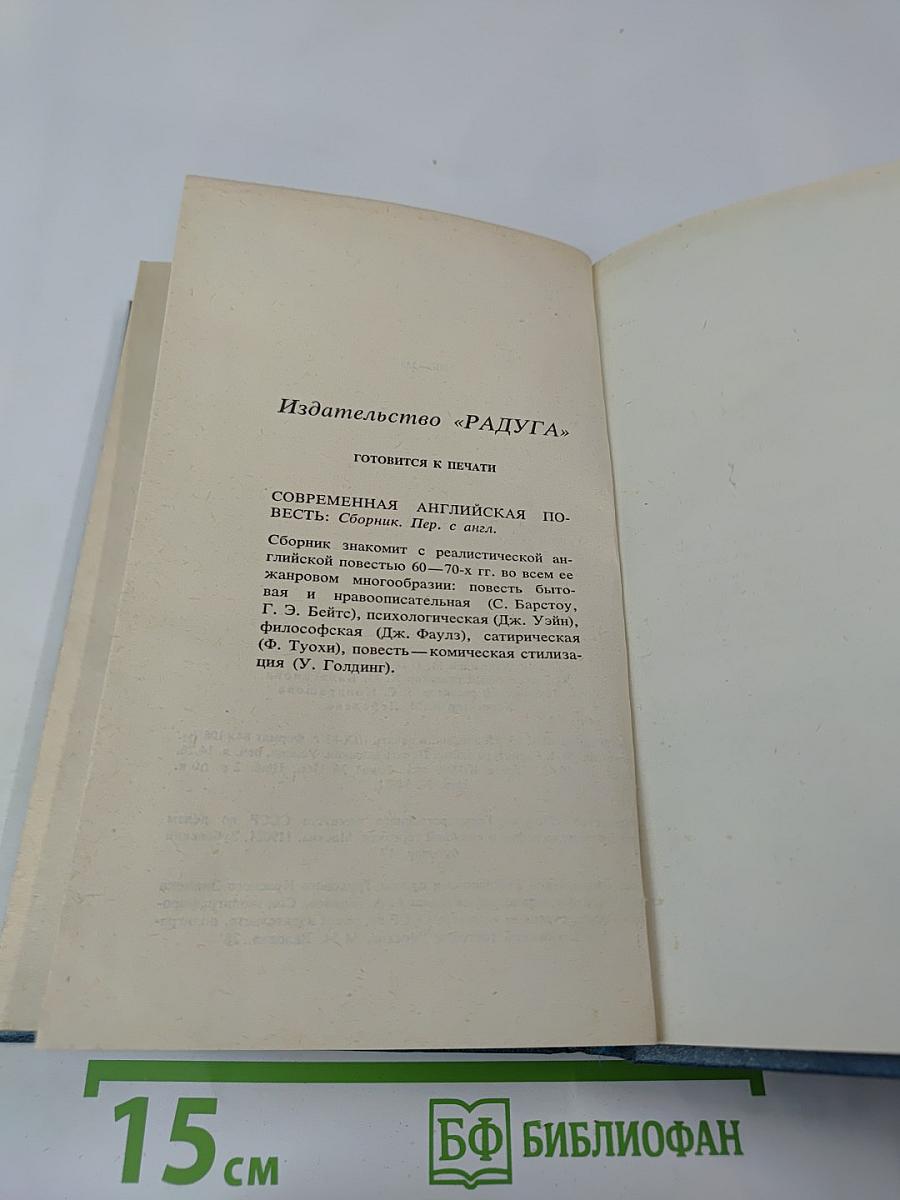 Издательство «РАДУГА»
ГОТОВИТСЯ К ПЕЧАТИ
СОВРЕМЕННАЯ АНГЛИЙСКАЯ ПО-
ВЕСТЬ: Сборник. Пер. с англ.
Сборник знакомит с реалистической ан-
глийской повестью 60—70-х гг. во всем ее
жанровом многообразии: повесть быто-
вая и нравоописательная (С. Барстоу,
Г. Э. Бейтс), психологическая (Дж. Уэйн),
философская (Дж. Фаулз), сатирическая
(Ф. Туохи), повесть—комическая стилиза-
ция (У. Голдинг).
15 см
БФ БИБЛИОФАН